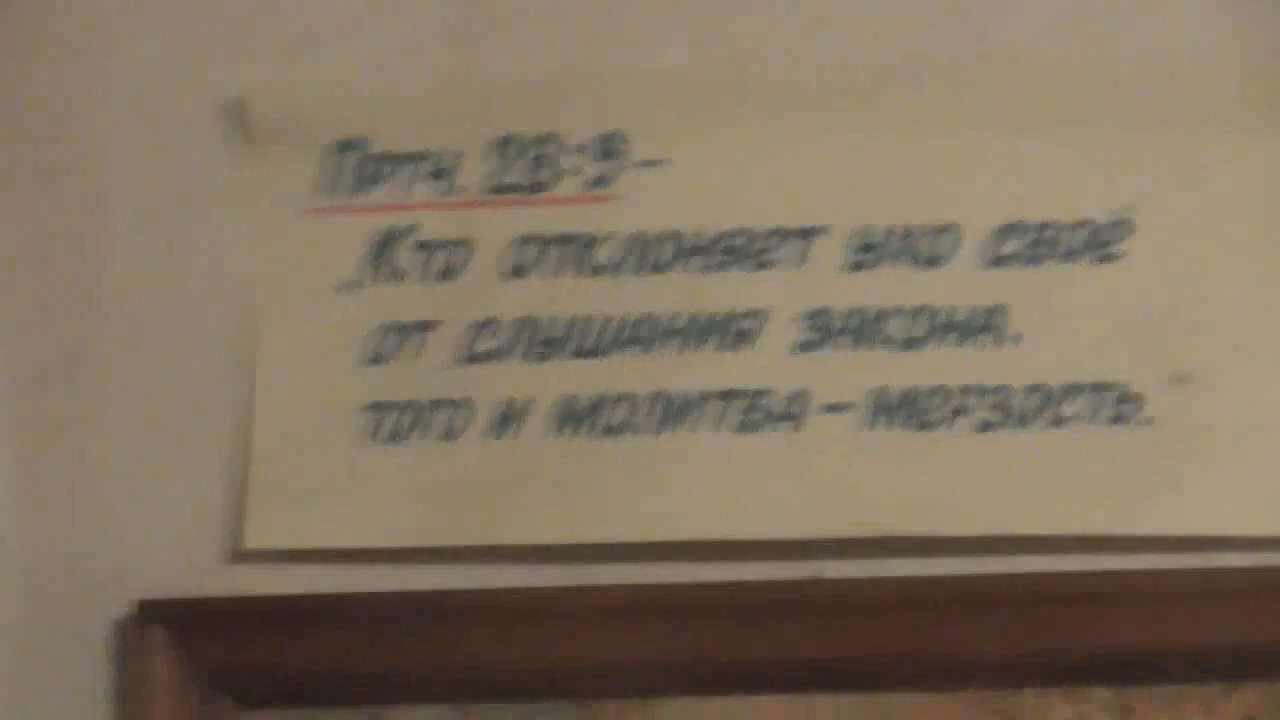 Притч. 28:9-
„Кто отклоняет ухо своё
от слушания закона,
того и молитва – мерзость."